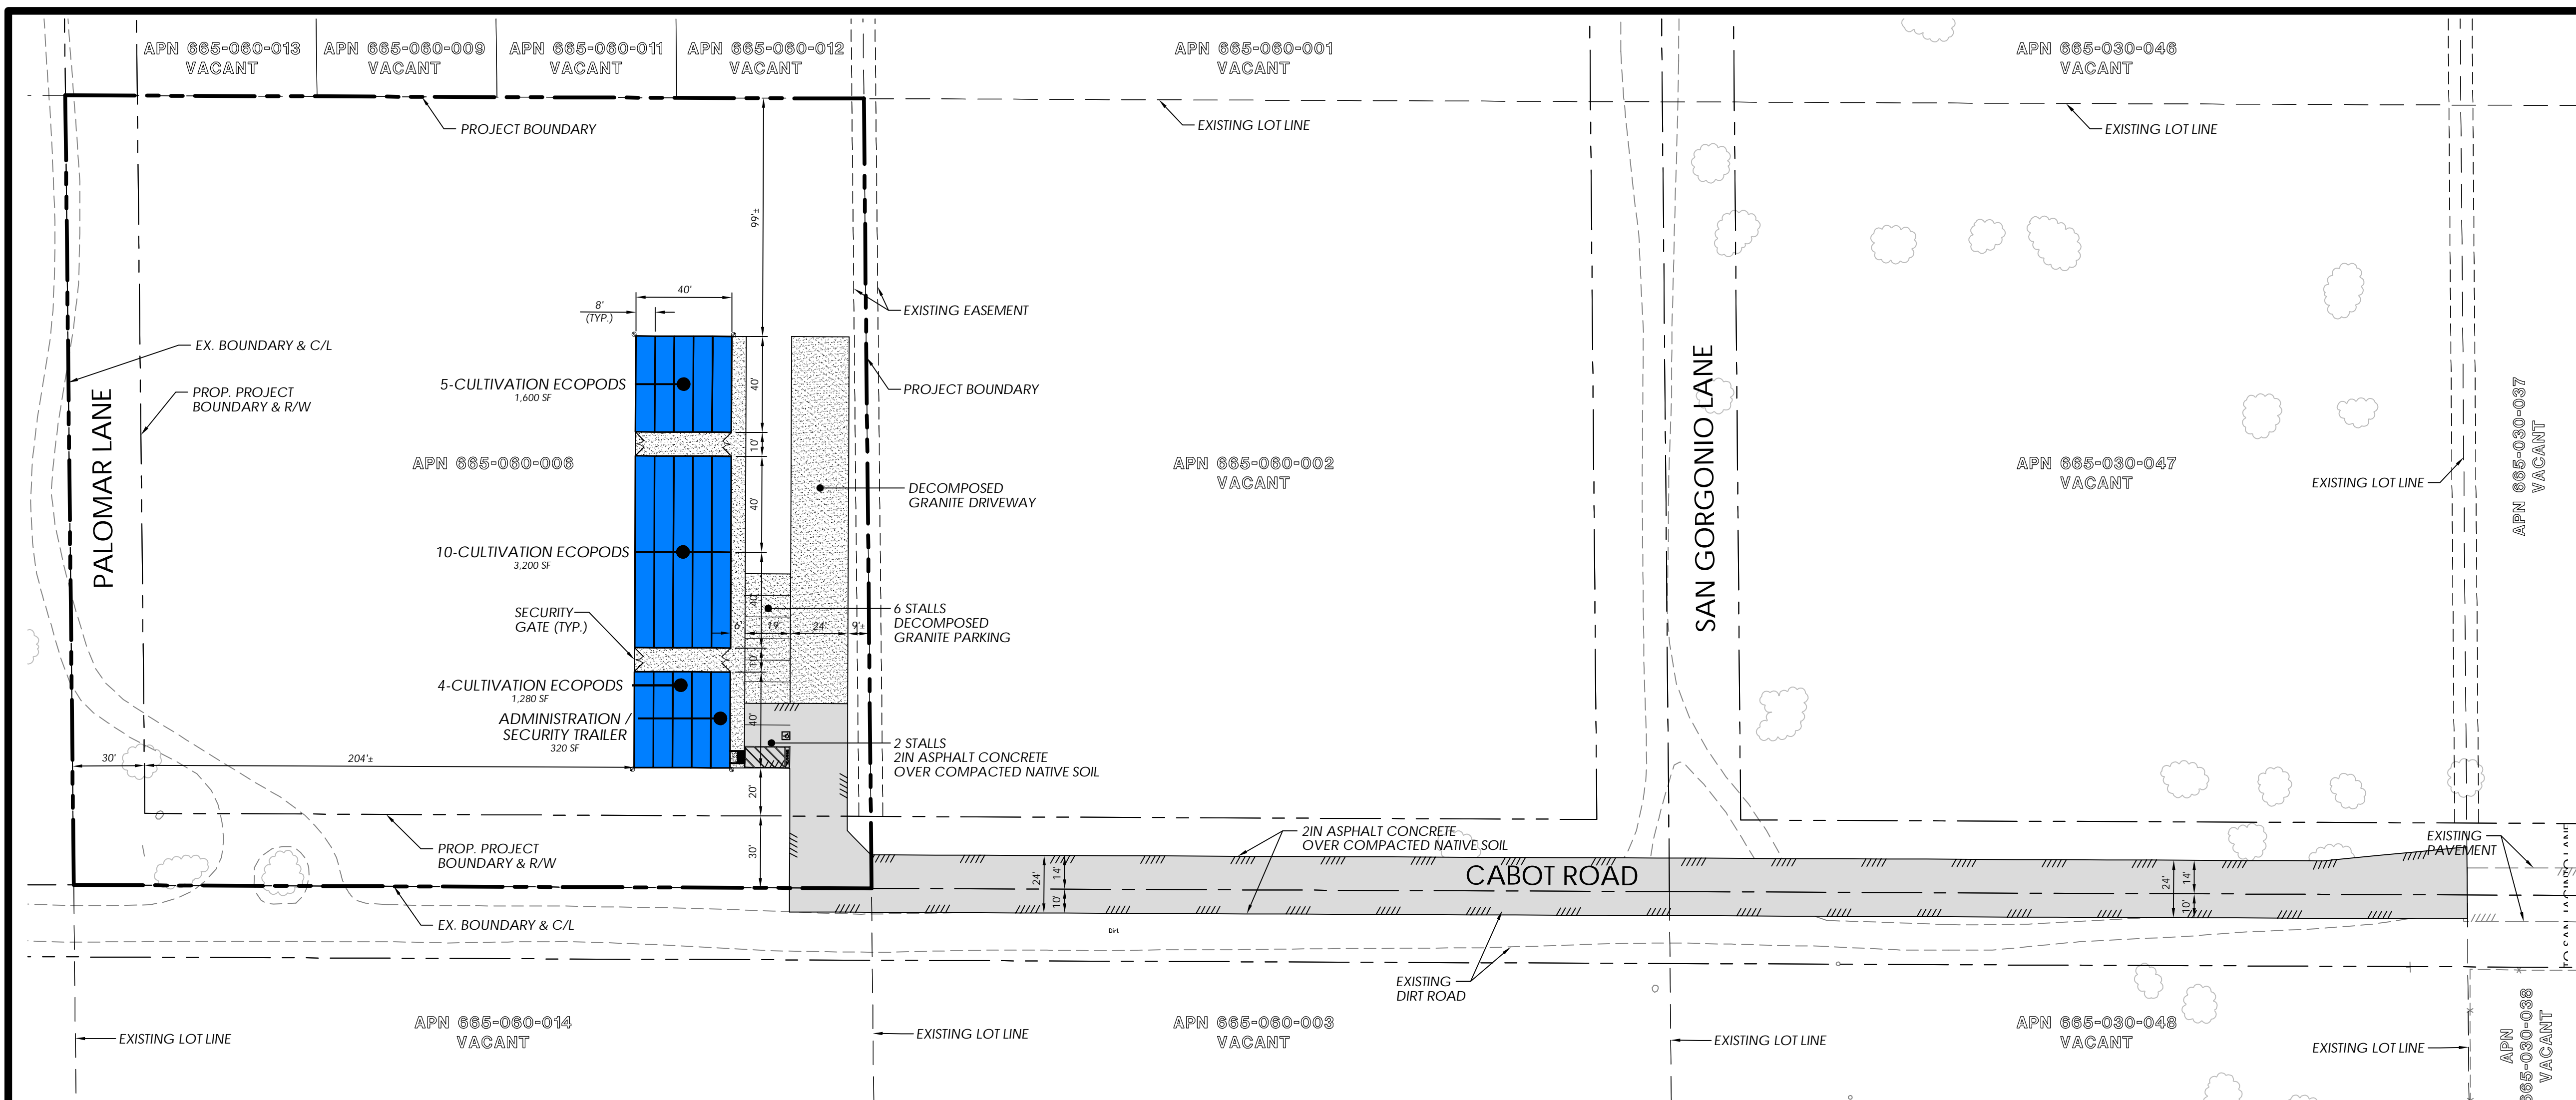 APN 665-060-013
VACANT
APN 665-060-009
VACANT
APN 665-060-011
VACANT
APN 665-060-012
VACANT
APN 665-060-001
VACANT
APN 665-030-046
VACANT
PROJECT BOUNDARY
EXISTING LOT LINE
EXISTING LOT LINE
99'±
40'
8'
(TYP.)
EXISTING EASEMENT
EX. BOUNDARY & C/L
PROP. PROJECT
BOUNDARY & R/W
PALOMAR LANE
5-CULTIVATION ECOPODS
1,600 SF
40'
PROJECT BOUNDARY
10'
APN 665-060-006
APN 665-060-002
VACANT
SAN GORGONIO LANE
APN 665-030-047
VACANT
EXISTING LOT LINE
APN 665-030-037
VACANT
40'
DECOMPOSED
GRANITE DRIVEWAY
10-CULTIVATION ECOPODS
3,200 SF
40'
6 STALLS
DECOMPOSED
GRANITE PARKING
SECURITY
GATE (TYP.)
6'
19'
24'
9'±
10'
4-CULTIVATION ECOPODS
1,280 SF
ADMINISTRATION /
SECURITY TRAILER
320 SF
40'
2 STALLS
2IN ASPHALT CONCRETE
OVER COMPACTED NATIVE SOIL
30'
204'±
20'
30'
PROP. PROJECT
BOUNDARY & R/W
2IN ASPHALT CONCRETE
OVER COMPACTED NATIVE SOIL
EXISTING
PAVEMENT
CABOT ROAD
24'
14'
10'
24'
14'
10'
TO SAN JACINTO LANE
EX. BOUNDARY & C/L
Dirt
EXISTING
DIRT ROAD
APN 665-060-014
VACANT
EXISTING LOT LINE
APN 665-060-003
VACANT
EXISTING LOT LINE
APN 665-030-048
VACANT
EXISTING LOT LINE
EXISTING LOT LINE
APN
665-030-038
VACANT